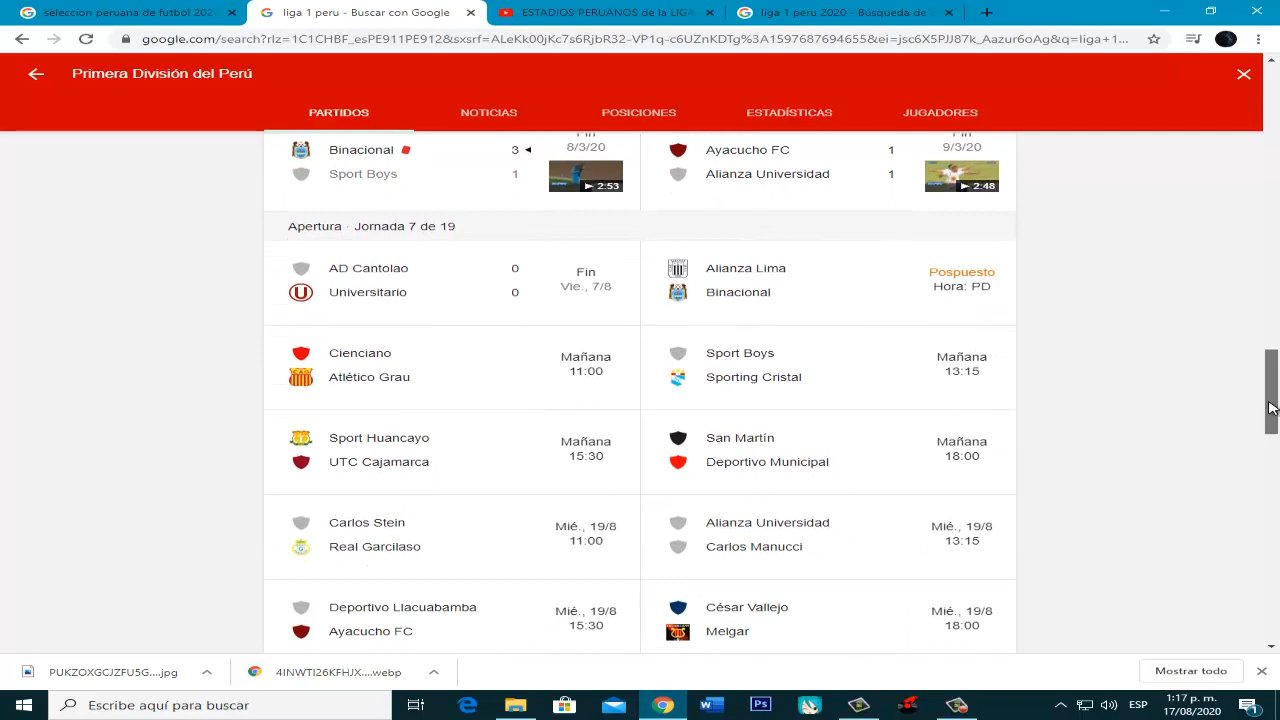 seleccion peruana de futbol 2020
liga 1 peru - Buscar con Google
ESTADIOS PERUANOS de la LIGA
liga 1 peru 2020 - Búsqueda de
google.com/search?rlz=1C1CHBF_esPE911PE912&sxsrf=ALeKk00jKc7s6RjbR32-VP1q-c6UZnKDTg%3A1597687694655&ei=jsc6X5PJJ87k_Aazur6oAg&q=liga+1...
Primera División del Perú
PARTIDOS
NOTICIAS
POSICIONES
ESTADÍSTICAS
JUGADORES
Fin
Binacional 3
8/3/20
Sport Boys 1
2:53
Fin
Ayacucho FC 1
9/3/20
Alianza Universidad 1
2:48
Apertura · Jornada 7 de 19
AD Cantolao 0
Fin
Universitario 0
Vie., 7/8
Alianza Lima
Pospuesto
Binacional
Hora: PD
Cienciano
Mañana
Atlético Grau
11:00
Sport Boys
Mañana
Sporting Cristal
13:15
Sport Huancayo
Mañana
UTC Cajamarca
15:30
San Martín
Mañana
Deportivo Municipal
18:00
Carlos Stein
Mié., 19/8
Real Garcilaso
11:00
Alianza Universidad
Mié., 19/8
Carlos Manucci
13:15
Deportivo Llacuabamba
Mié., 19/8
Ayacucho FC
15:30
César Vallejo
Mié., 19/8
Melgar
18:00
PUKZOXGCJZFU5G....jpg
4INWTI26KFHJX....webp
Mostrar todo
Escribe aquí para buscar
ESP
1:17 p. m.
17/08/2020